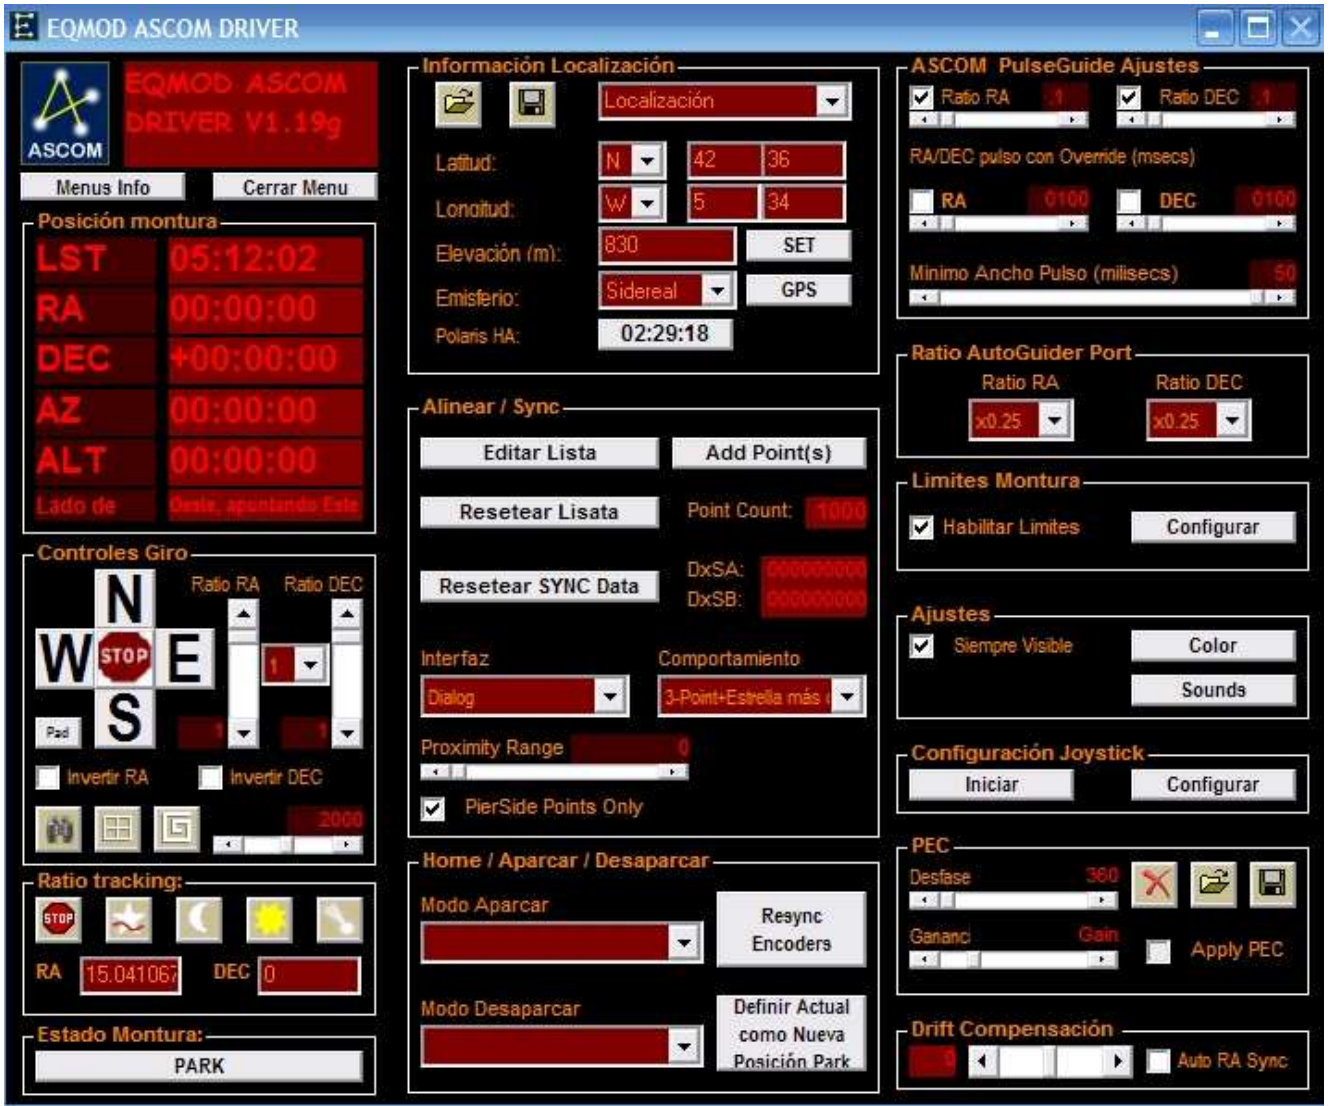 EQMOD ASCOM DRIVER
ASCOM
EQMOD ASCOM
DRIVER V1.19g
Menus Info
Cerrar Menu
Posición montura
LST 05:12:02
RA 00:00:00
DEC +00:00:00
AZ 00:00:00
ALT 00:00:00
Lado de Oeste, apuntando Este
Controles Giro
N
W STOP E
S
Pad
Ratio RA Ratio DEC
1
1 1
Invertir RA Invertir DEC
2000
Ratio tracking:
STOP
RA 15.041067 DEC 0
Estado Montura:
PARK
Información Localización
Localización
Latitud: N 42 36
Longitud: W 5 34
Elevación (m): 830 SET
Emisferio: Sidereal GPS
Polaris HA: 02:29:18
Alinear / Sync
Editar Lista Add Point(s)
Resetear Lisata Point Count: 1000
Resetear SYNC Data
DxSA: 000000000
DxSB: 000000000
Interfaz Comportamiento
Dialog 3-Point+Estrella más
Proximity Range 0
PierSide Points Only
Home / Aparcar / Desaparcar
Modo Aparcar
Resync
Encoders
Modo Desaparcar
Definir Actual
como Nueva
Posición Park
ASCOM PulseGuide Ajustes
Ratio RA .1 Ratio DEC .1
RA/DEC pulso con Override (msecs)
RA 0100 DEC 0100
Minimo Ancho Pulso (milisecs) 50
Ratio AutoGuider Port
Ratio RA Ratio DEC
x0.25 x0.25
Limites Montura
Habilitar Limites Configurar
Ajustes
Siempre Visible Color
Sounds
Configuración Joystick
Iniciar Configurar
PEC
Desfase 360
Gananci Gain Apply PEC
Drift Compensación
0 Auto RA Sync